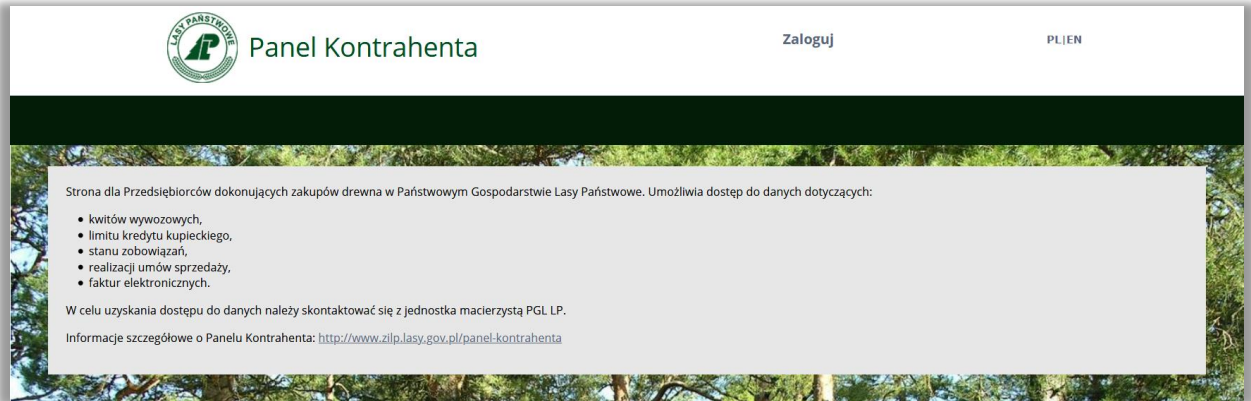 LASY PAŃSTWOWE
Panel Kontrahenta
Zaloguj
PL|EN
Strona dla Przedsiębiorców dokonujących zakupów drewna w Państwowym Gospodarstwie Lasy Państwowe. Umożliwia dostęp do danych dotyczących:
• kwitów wywozowych,
• limitu kredytu kupieckiego,
• stanu zobowiązań,
• realizacji umów sprzedaży,
• faktur elektronicznych.
W celu uzyskania dostępu do danych należy skontaktować się z jednostka macierzystą PGL LP.
Informacje szczegółowe o Panelu Kontrahenta: http://www.zilp.lasy.gov.pl/panel-kontrahenta